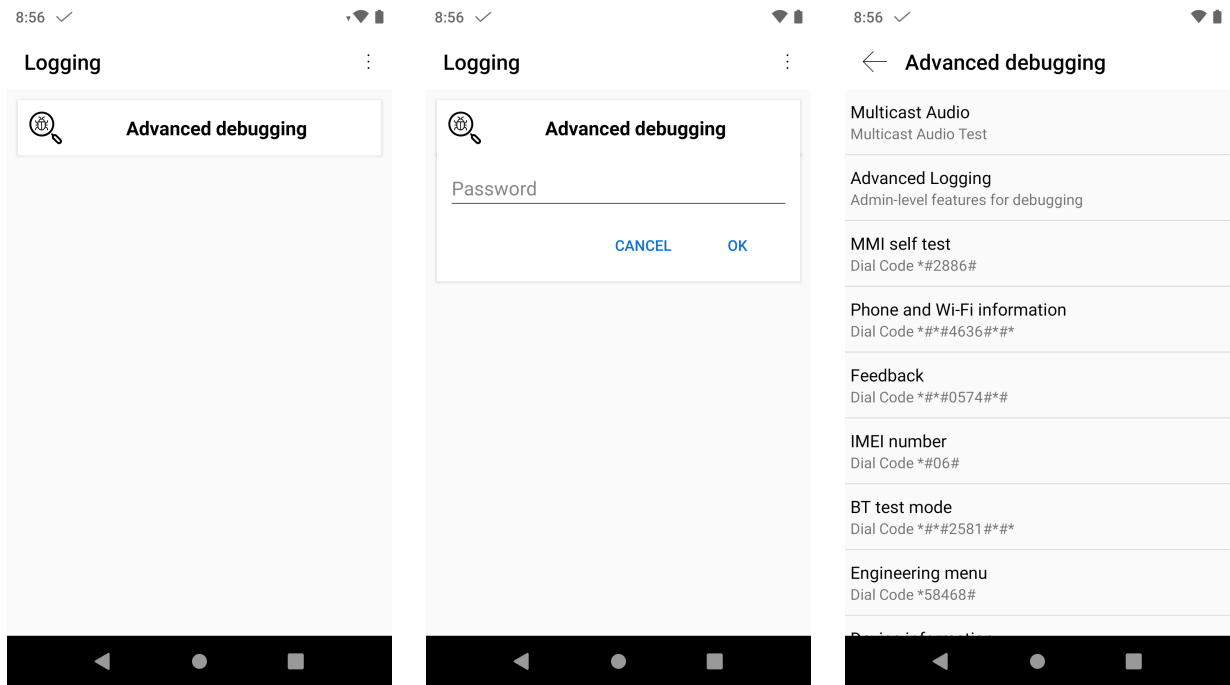 8:56
Logging
Advanced debugging
8:56
Logging
Advanced debugging
Password
CANCEL OK
8:56
Advanced debugging
Multicast Audio
Multicast Audio Test
Advanced Logging
Admin-level features for debugging
MMI self test
Dial Code *#2886#
Phone and Wi-Fi information
Dial Code *#*#4636#*#*
Feedback
Dial Code *#*#0574#*#
IMEI number
Dial Code *#06#
BT test mode
Dial Code *#*#2581#*#*
Engineering menu
Dial Code *58468#
Device information